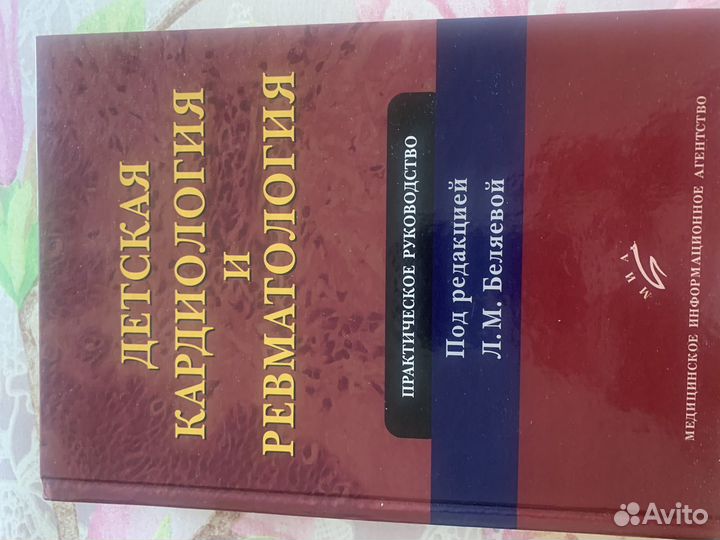 ДЕТСКАЯ
КАРДИОЛОГИЯ
И
РЕВМАТОЛОГИЯ
ПРАКТИЧЕСКОЕ РУКОВОДСТВО
Под редакцией
Л. М. Беляевой
МИА
МЕДИЦИНСКОЕ ИНФОРМАЦИОННОЕ АГЕНТСТВО
Avito